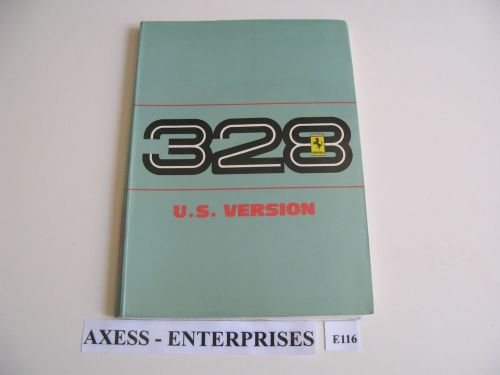 328
U.S. VERSION
AXESS - ENTERPRISES
E116